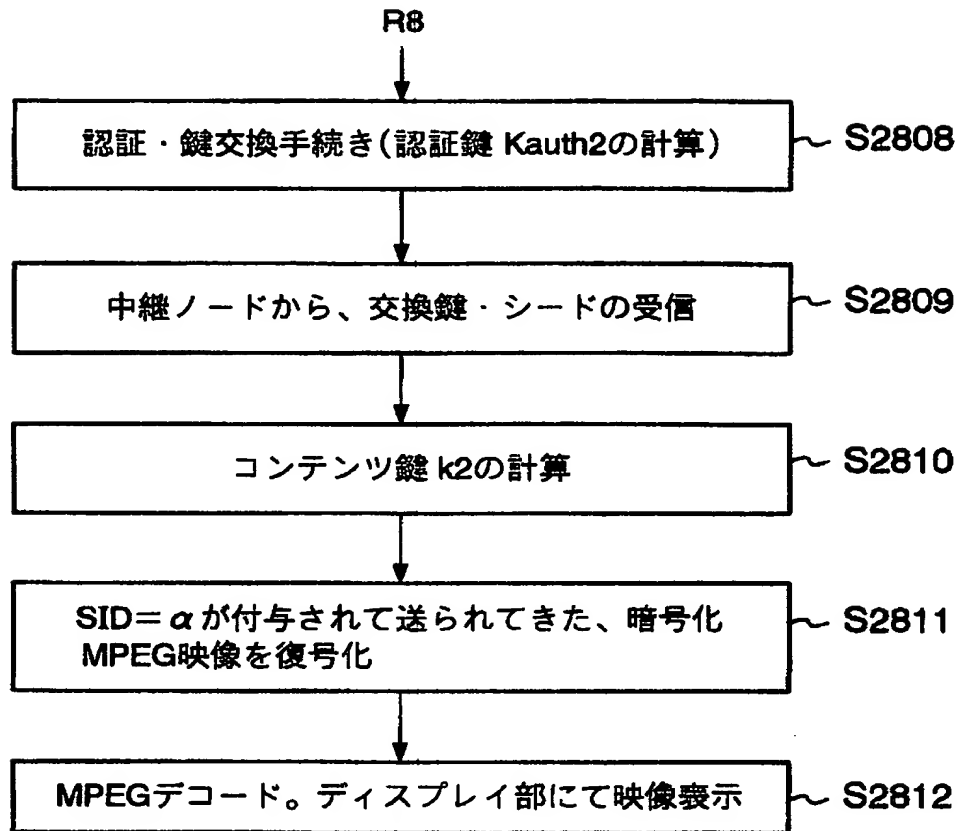 R8
認証・鍵交換手続き(認証鍵 Kauth2の計算)
S2808
中継ノードから、交換鍵・シードの受信
S2809
コンテンツ鍵 k2の計算
S2810
SID=αが付与されて送られてきた、暗号化
MPEG映像を復号化
S2811
MPEGデコード。ディスプレイ部にて映像表示
S2812